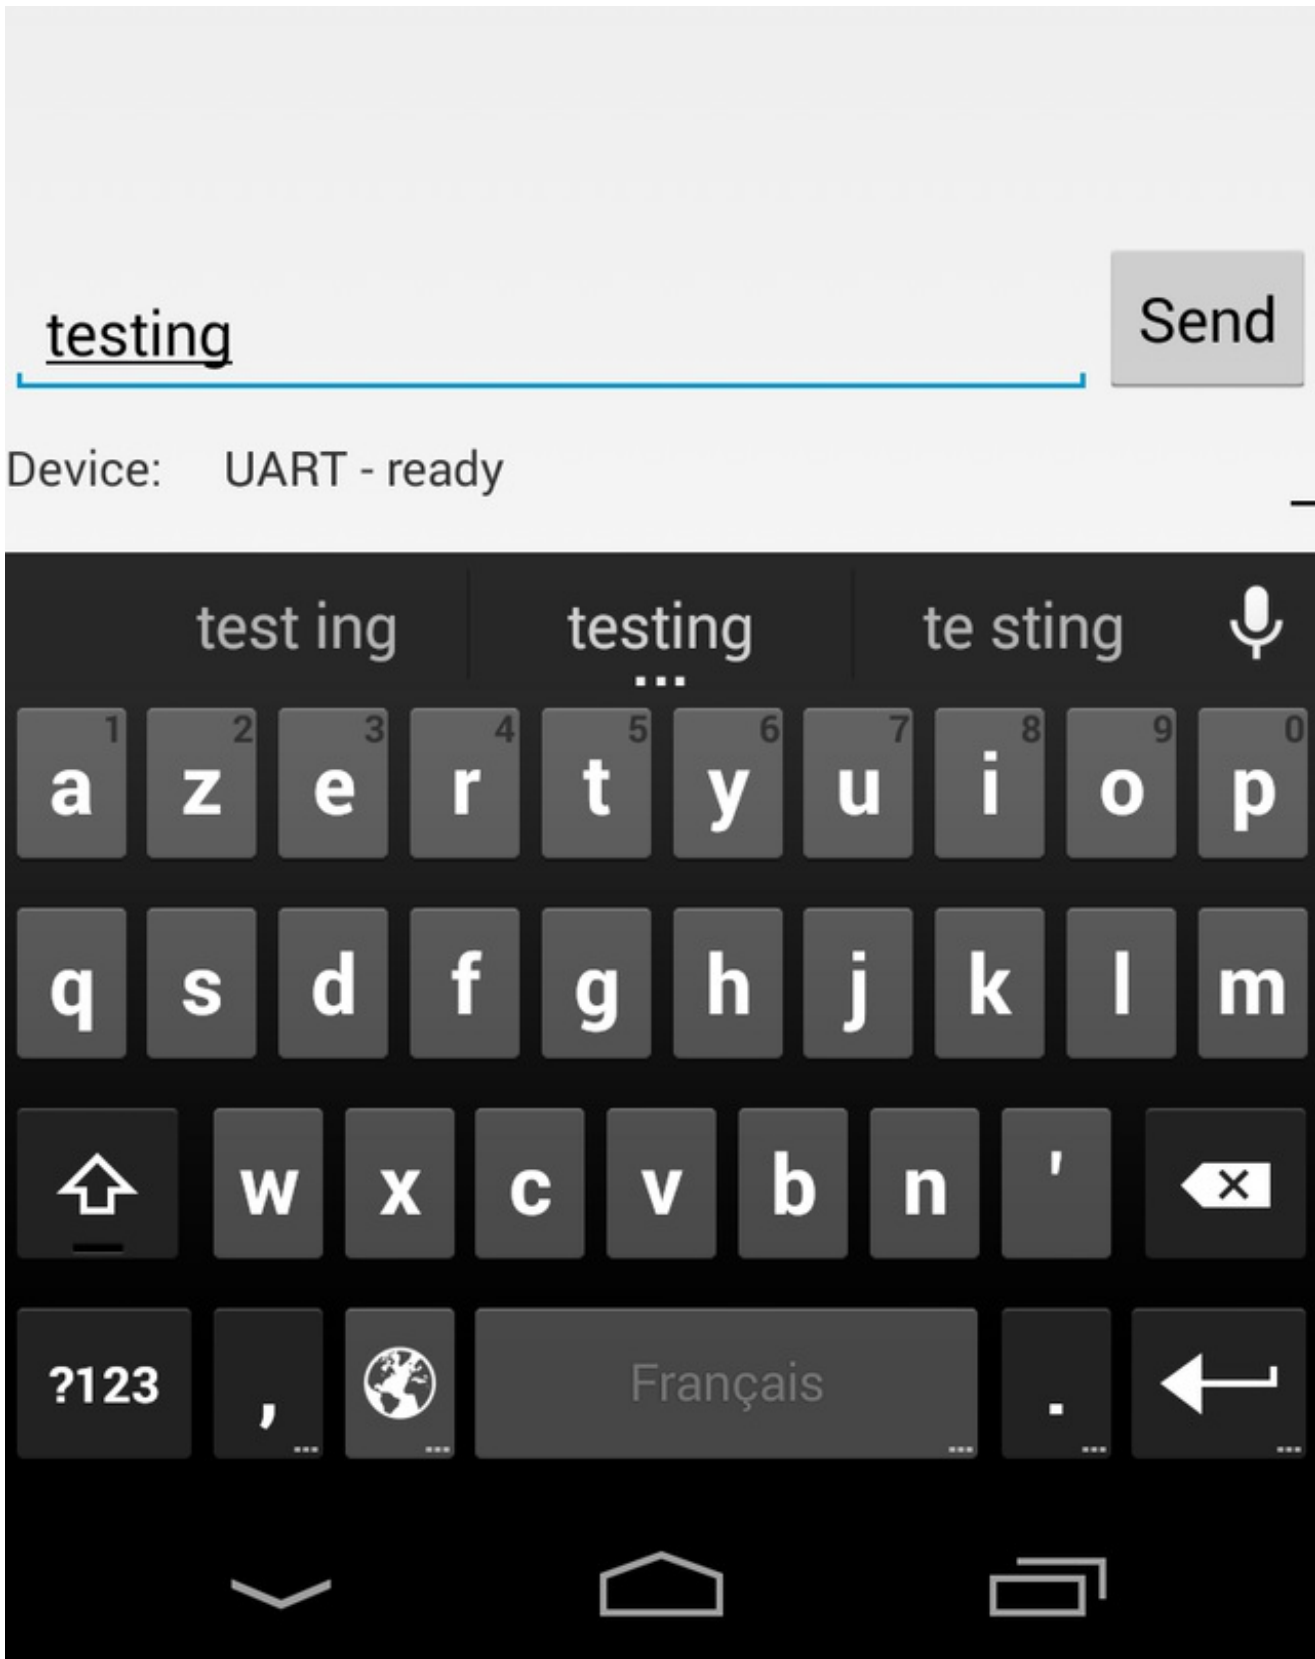 testing
Send
Device: UART - ready
test ing testing te sting
1 2 3 4 5 6 7 8 9 0
a z e r t y u i o p
q s d f g h j k l m
w x c v b n '
?123 , Français .